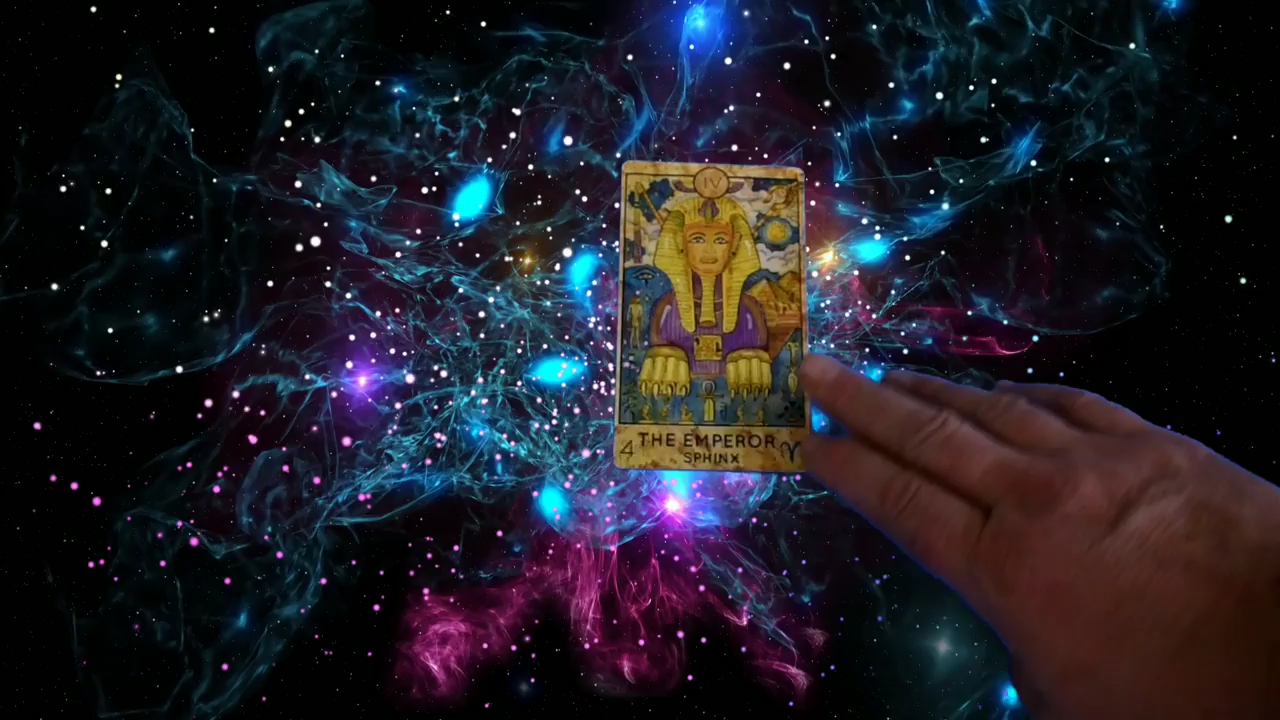 IV
4 THE EMPEROR
SPHINX ♈